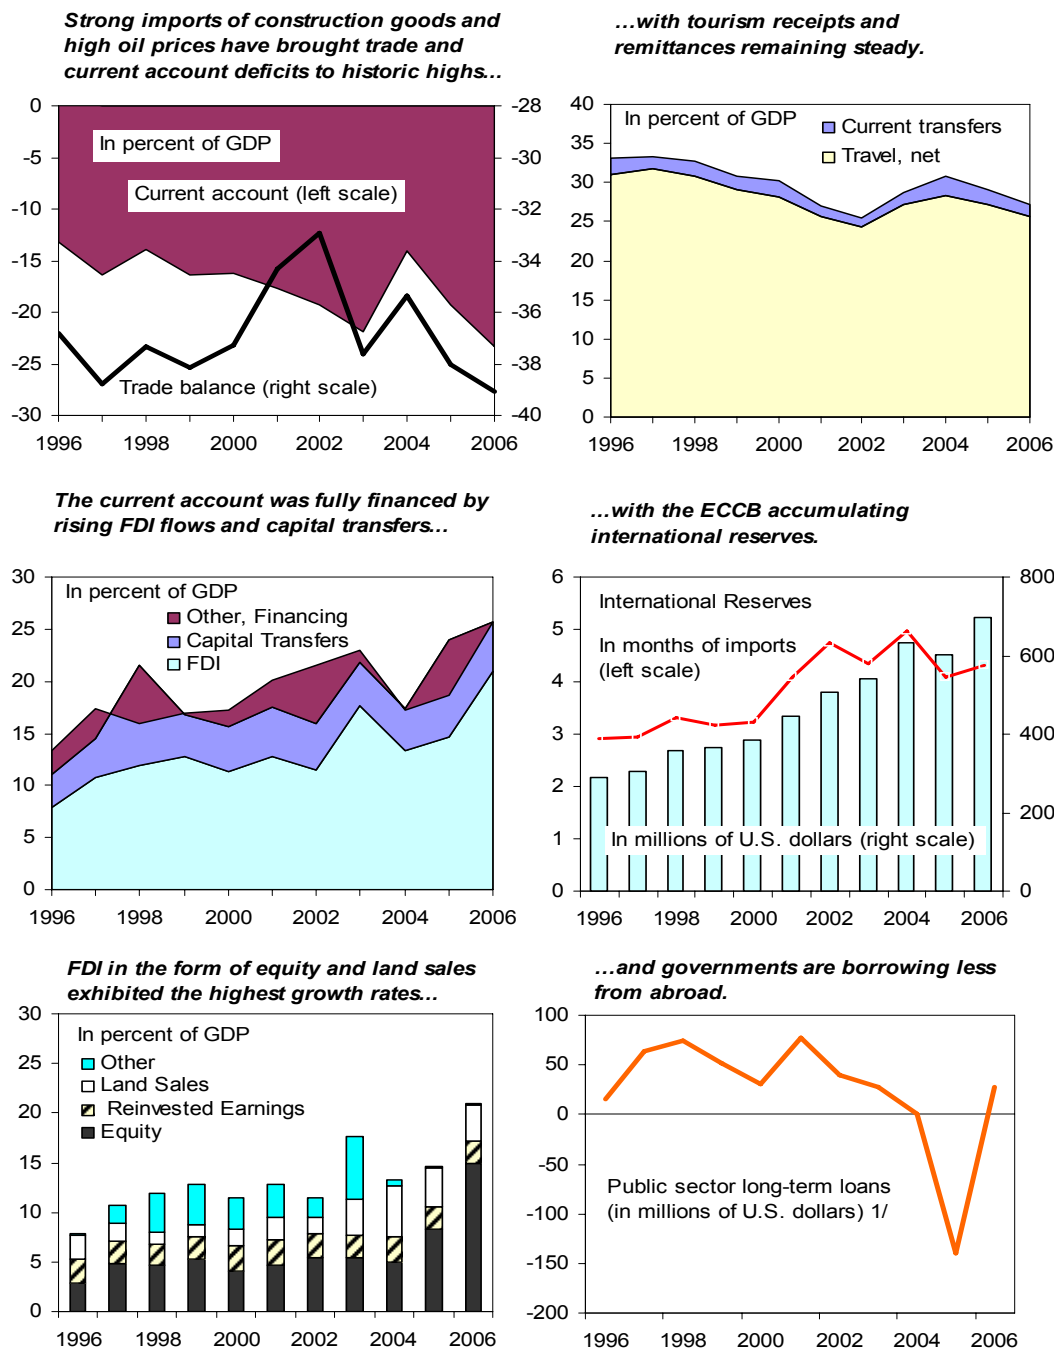 Strong imports of construction goods and
high oil prices have brought trade and
current account deficits to historic highs…
0
-5
-10
-15
-20
-25
-30
In percent of GDP
Current account (left scale)
Trade balance (right scale)
-28
-30
-32
-34
-36
-38
-40
1996 1998 2000 2002 2004 2006
…with tourism receipts and
remittances remaining steady.
40
35
30
25
20
15
10
5
0
In percent of GDP
Current transfers
Travel, net
1996 1998 2000 2002 2004 2006
The current account was fully financed by
rising FDI flows and capital transfers…
30
25
20
15
10
5
0
In percent of GDP
Other, Financing
Capital Transfers
FDI
1996 1998 2000 2002 2004 2006
…with the ECCB accumulating
international reserves.
6
5
4
3
2
1
0
International Reserves
In months of imports
(left scale)
In millions of U.S. dollars (right scale)
800
600
400
200
0
1996 1998 2000 2002 2004 2006
FDI in the form of equity and land sales
exhibited the highest growth rates…
30
25
20
15
10
5
0
In percent of GDP
Other
Land Sales
Reinvested Earnings
Equity
1996 1998 2000 2002 2004 2006
…and governments are borrowing less
from abroad.
100
50
0
-50
-100
-150
-200
Public sector long-term loans
(in millions of U.S. dollars) 1/
1996 1998 2000 2002 2004 2006